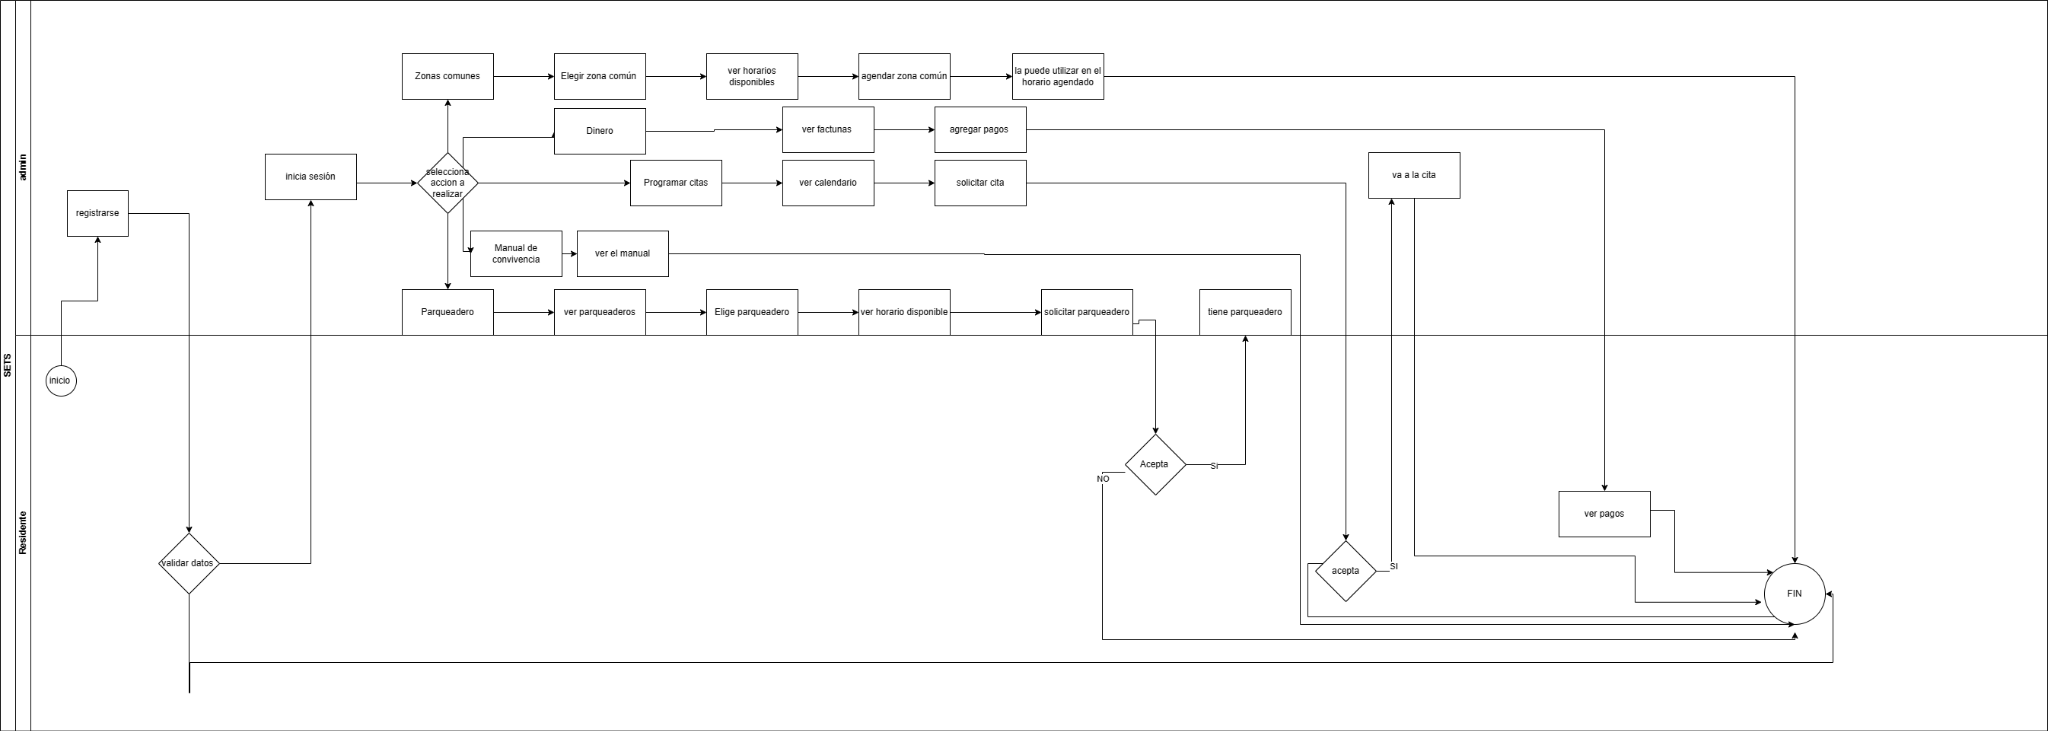 SETS
admin
Residente
Zonas comunes
Elegir zona común
ver horarios
disponibles
agendar zona común
la puede utilizar en el
horario agendado
Dinero
ver factunas
agregar pagos
inicia sesión
selecciona
accion a
realizar
Programar citas
ver calendario
solicitar cita
va a la cita
registrarse
Manual de
convivencia
ver el manual
Parqueadero
ver parqueaderos
Elige parqueadero
ver horario disponible
solicitar parqueadero
tiene parqueadero
inicio
Acepta
SI
NO
ver pagos
validar datos
acepta
SI
FIN